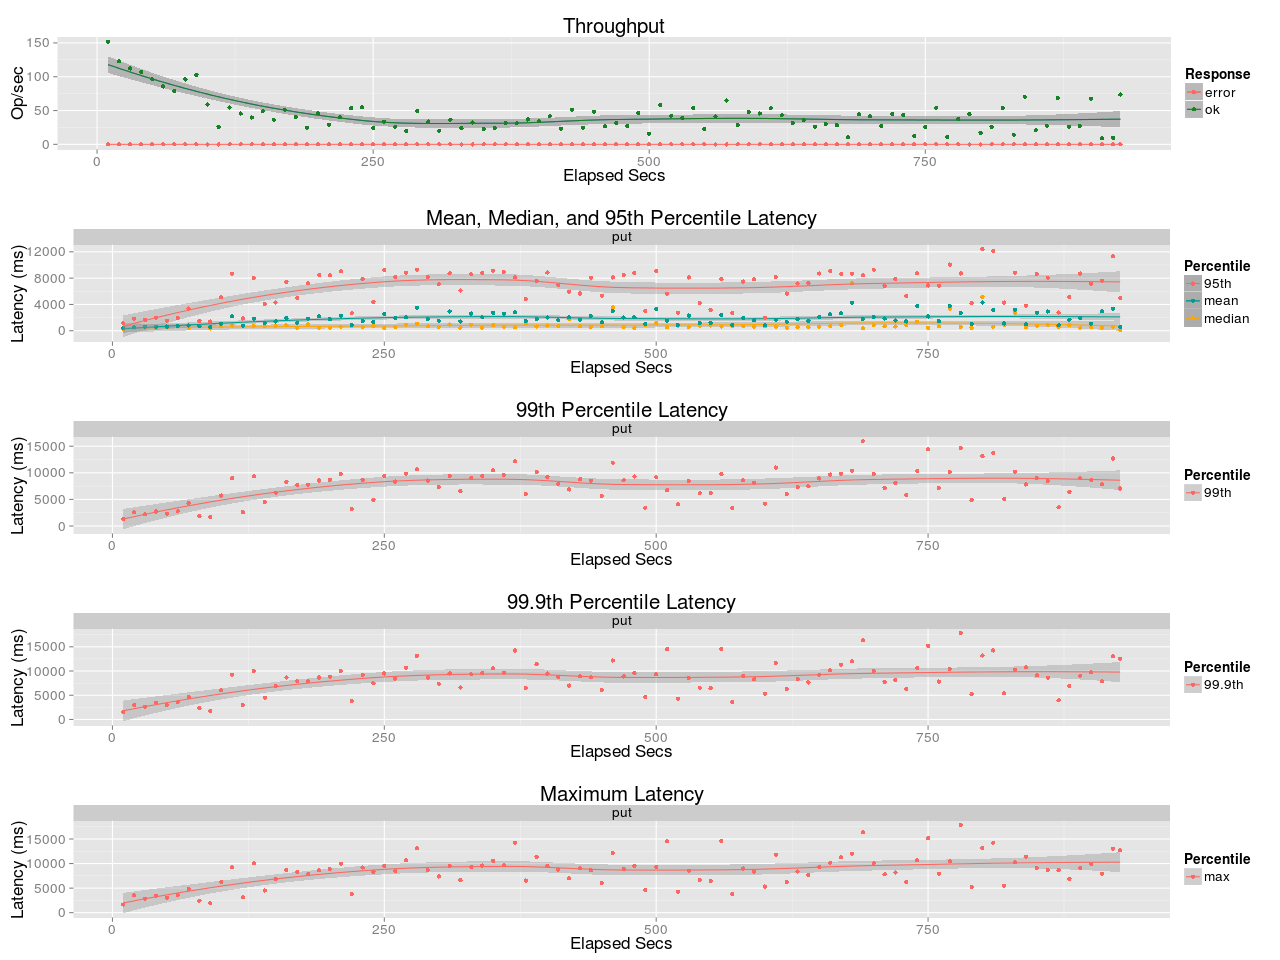 Throughput
150
100
50
0
Op/sec
0 250 500 750
Elapsed Secs
Response
error
ok
Mean, Median, and 95th Percentile Latency
put
12000
8000
4000
0
Latency (ms)
0 250 500 750
Elapsed Secs
Percentile
95th
mean
median
99th Percentile Latency
put
15000
10000
5000
0
Latency (ms)
0 250 500 750
Elapsed Secs
Percentile
99th
99.9th Percentile Latency
put
15000
10000
5000
0
Latency (ms)
0 250 500 750
Elapsed Secs
Percentile
99.9th
Maximum Latency
put
15000
10000
5000
0
Latency (ms)
0 250 500 750
Elapsed Secs
Percentile
max